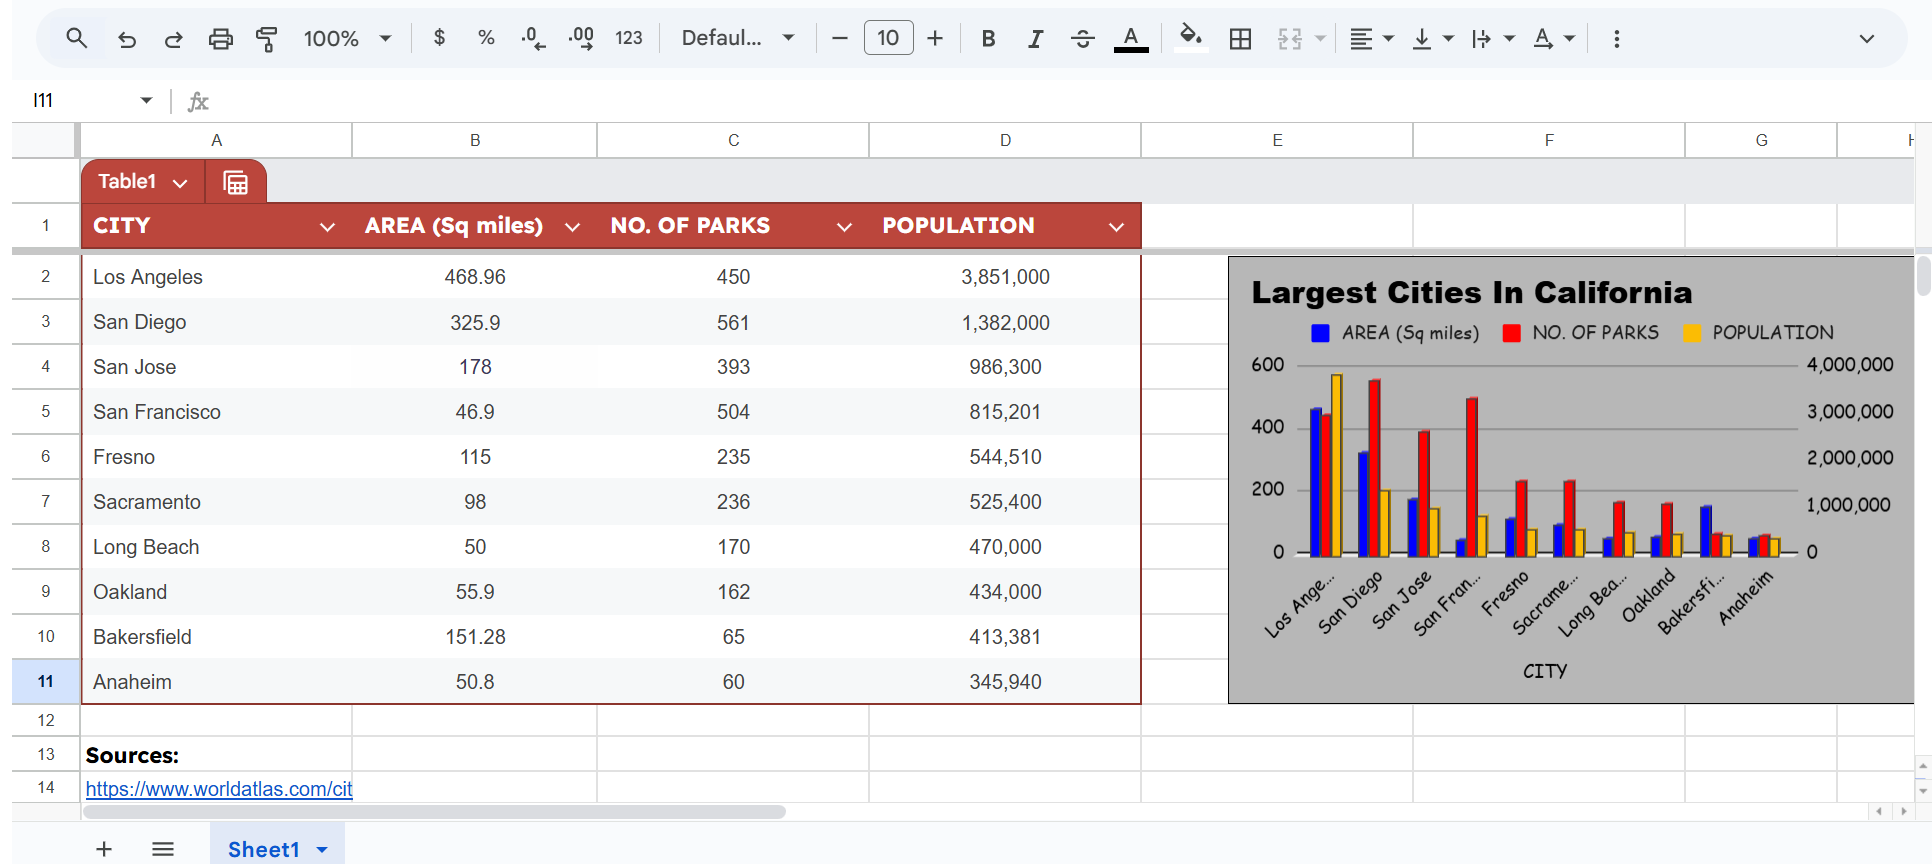 100% $ % .0 .00 123 Defaul... 10 B I S A A
I11 fx
A B C D E F G
Table1
1 CITY AREA (Sq miles) NO. OF PARKS POPULATION
2 Los Angeles 468.96 450 3,851,000
3 San Diego 325.9 561 1,382,000
4 San Jose 178 393 986,300
5 San Francisco 46.9 504 815,201
6 Fresno 115 235 544,510
7 Sacramento 98 236 525,400
8 Long Beach 50 170 470,000
9 Oakland 55.9 162 434,000
10 Bakersfield 151.28 65 413,381
11 Anaheim 50.8 60 345,940
12
13 Sources:
14 https://www.worldatlas.com/cit
Largest Cities In California
AREA (Sq miles) NO. OF PARKS POPULATION
600 4,000,000
3,000,000
400
2,000,000
200
1,000,000
0 0
Los Ange... San Diego San Jose San Fran... Fresno Sacrame... Long Bea... Oakland Bakersfi... Anaheim
CITY
Sheet1